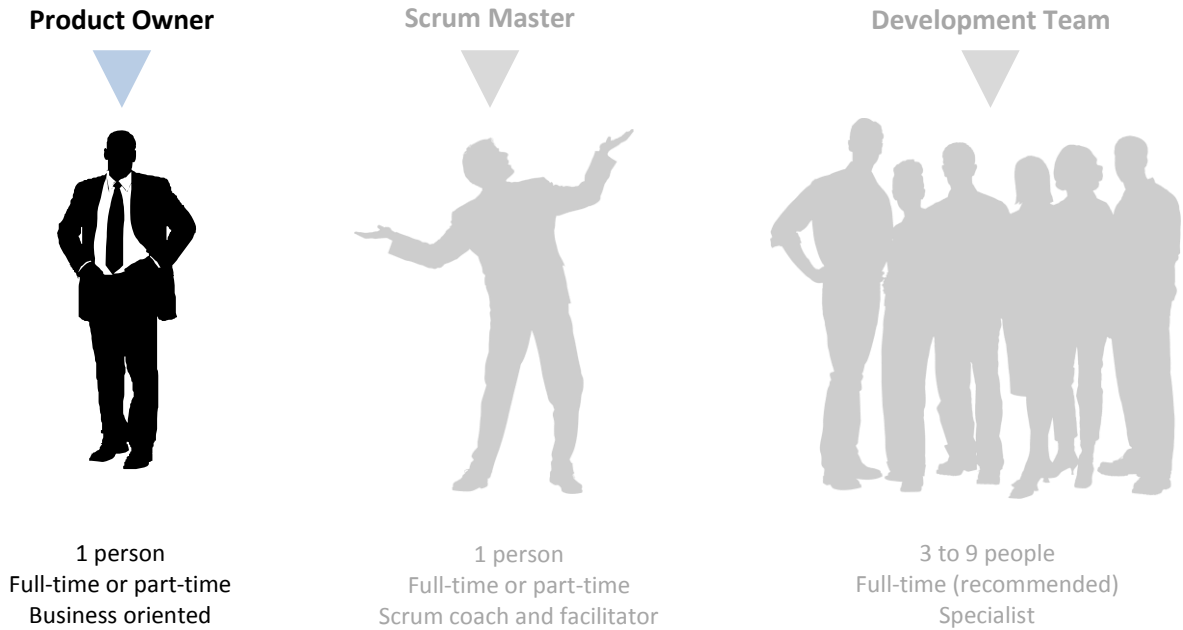 Product Owner
Scrum Master
Development Team
1 person
Full-time or part-time
Business oriented
1 person
Full-time or part-time
Scrum coach and facilitator
3 to 9 people
Full-time (recommended)
Specialist